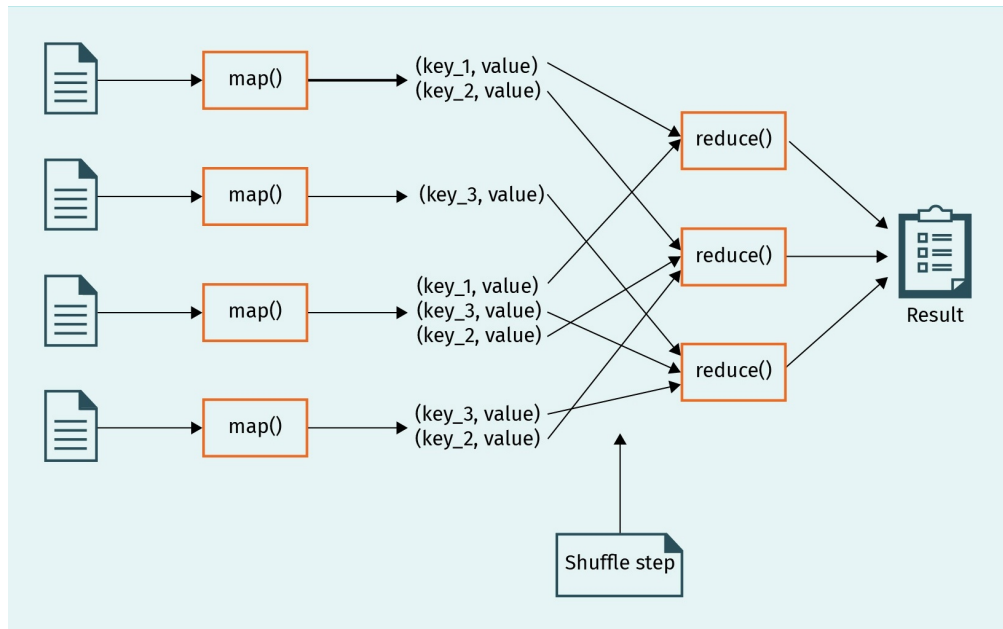 map()
(key_1, value)
(key_2, value)
map()
(key_3, value)
map()
(key_1, value)
(key_3, value)
(key_2, value)
map()
(key_3, value)
(key_2, value)
reduce()
reduce()
reduce()
Result
Shuffle step